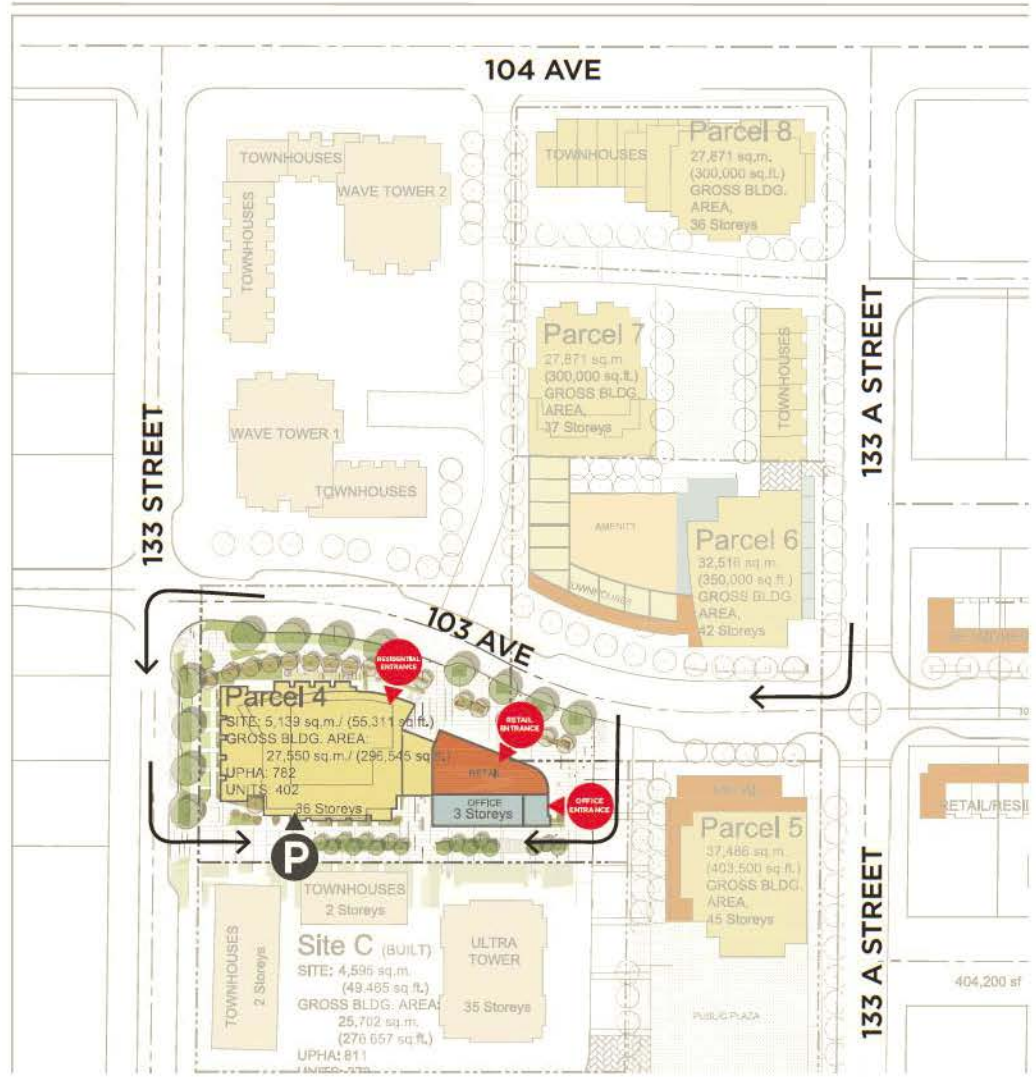 104 AVE
TOWNHOUSES
WAVE TOWER 2
TOWNHOUSES
TOWNHOUSES
Parcel 8
27,871 sq.m.
(300,000 sq.ft.)
GROSS BLDG.
AREA,
36 Storeys
133 STREET
133 A STREET
WAVE TOWER 1
TOWNHOUSES
Parcel 7
27,871 sq.m
(300,000 sq.ft.)
GROSS BLDG.
AREA,
37 Storeys
TOWNHOUSES
AMENITY
TOWNHOUSES
Parcel 6
32,516 sq.m.
(350,000 sq.ft.)
GROSS BLDG
AREA,
42 Storeys
103 AVE
RESIDENTIAL
ENTRANCE
RETAIL
ENTRANCE
OFFICE
ENTRANCE
Parcel 4
SITE: 5,139 sq.m./ (55,311 sq.ft.)
GROSS BLDG. AREA:
27,550 sq.m./ (296,545 sq.ft.)
UPHA: 782
UNITS: 402
36 Storeys
RETAIL
OFFICE
3 Storeys
P
RETAIL
Parcel 5
37,486 sq.m.
(403,500 sq.ft.)
GROSS BLDG.
AREA,
45 Storeys
RETAIL/RESI
TOWNHOUSES
2 Storeys
TOWNHOUSES
2 Storeys
Site C (BUILT)
SITE: 4,596 sq.m.
(49,465 sq.ft.)
GROSS BLDG. AREA:
25,702 sq.m.
(276,657 sq.ft.)
UPHA: 811
ULTRA
TOWER
35 Storeys
PUBLIC PLAZA
133 A STREET
404,200 sf